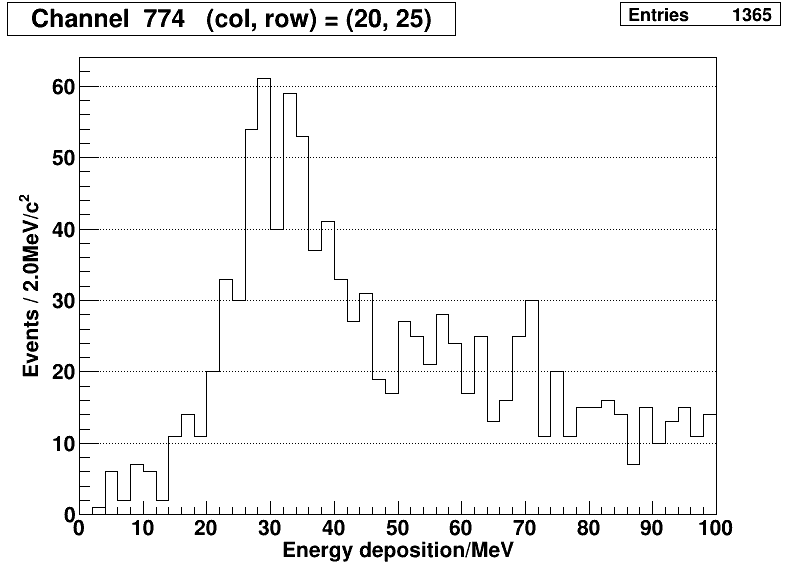 Channel 774 (col, row) = (20, 25)
Entries 1365
60
50
40
30
20
10
0
Events / 2.0MeV/c²
0 10 20 30 40 50 60 70 80 90 100
Energy deposition/MeV